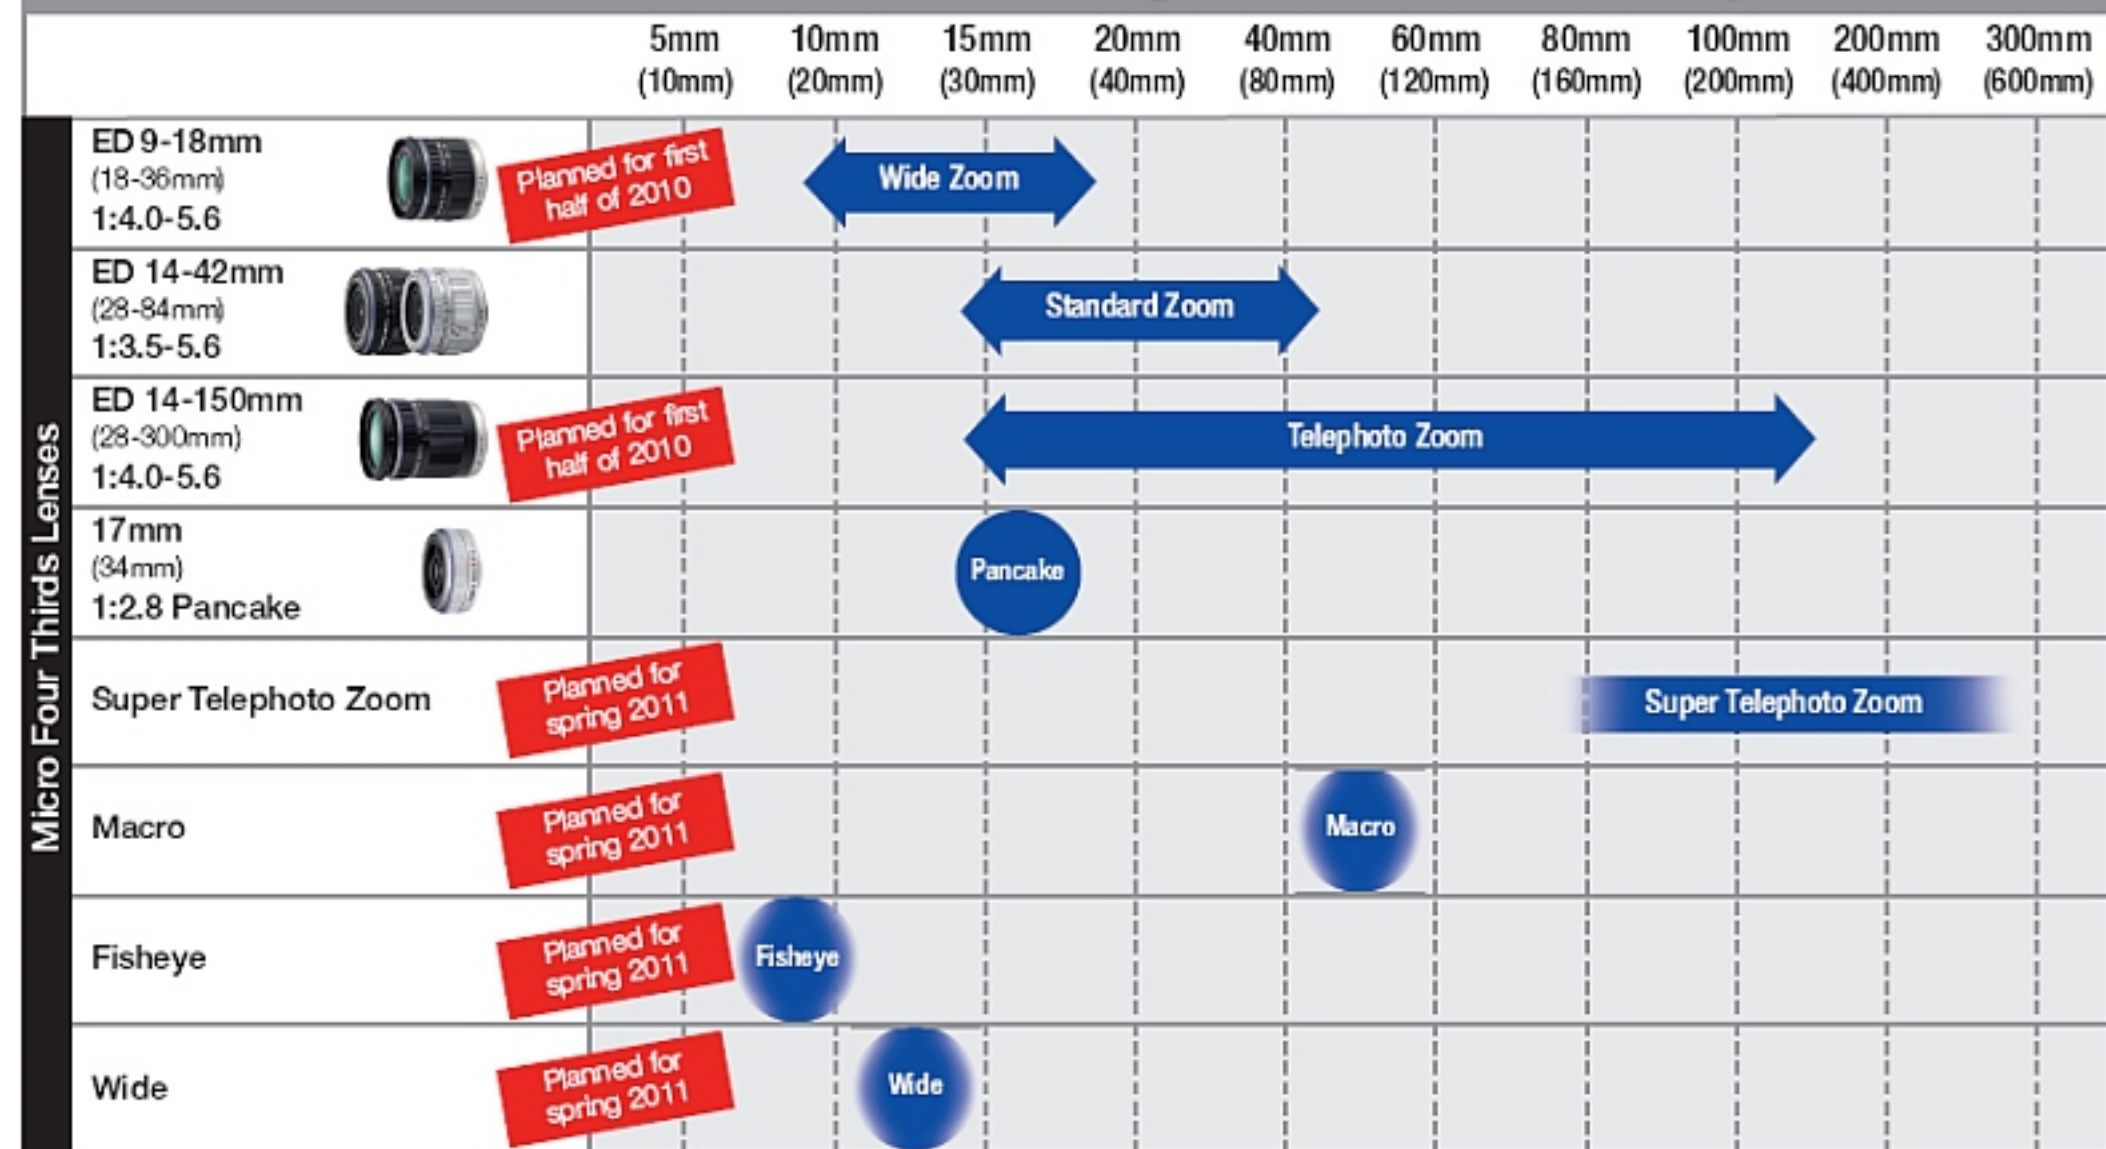 5mm 10mm 15mm 20mm 40mm 60mm 80mm 100mm 200mm 300mm
(10mm) (20mm) (30mm) (40mm) (80mm) (120mm) (160mm) (200mm) (400mm) (600mm)
Micro Four Thirds Lenses
ED 9-18mm
(18-36mm)
1:4.0-5.6
Planned for first
half of 2010
Wide Zoom
ED 14-42mm
(28-84mm)
1:3.5-5.6
Standard Zoom
ED 14-150mm
(28-300mm)
1:4.0-5.6
Planned for first
half of 2010
Telephoto Zoom
17mm
(34mm)
1:2.8 Pancake
Pancake
Super Telephoto Zoom
Planned for
spring 2011
Super Telephoto Zoom
Macro
Planned for
spring 2011
Macro
Fisheye
Planned for
spring 2011
Fisheye
Wide
Planned for
spring 2011
Wide